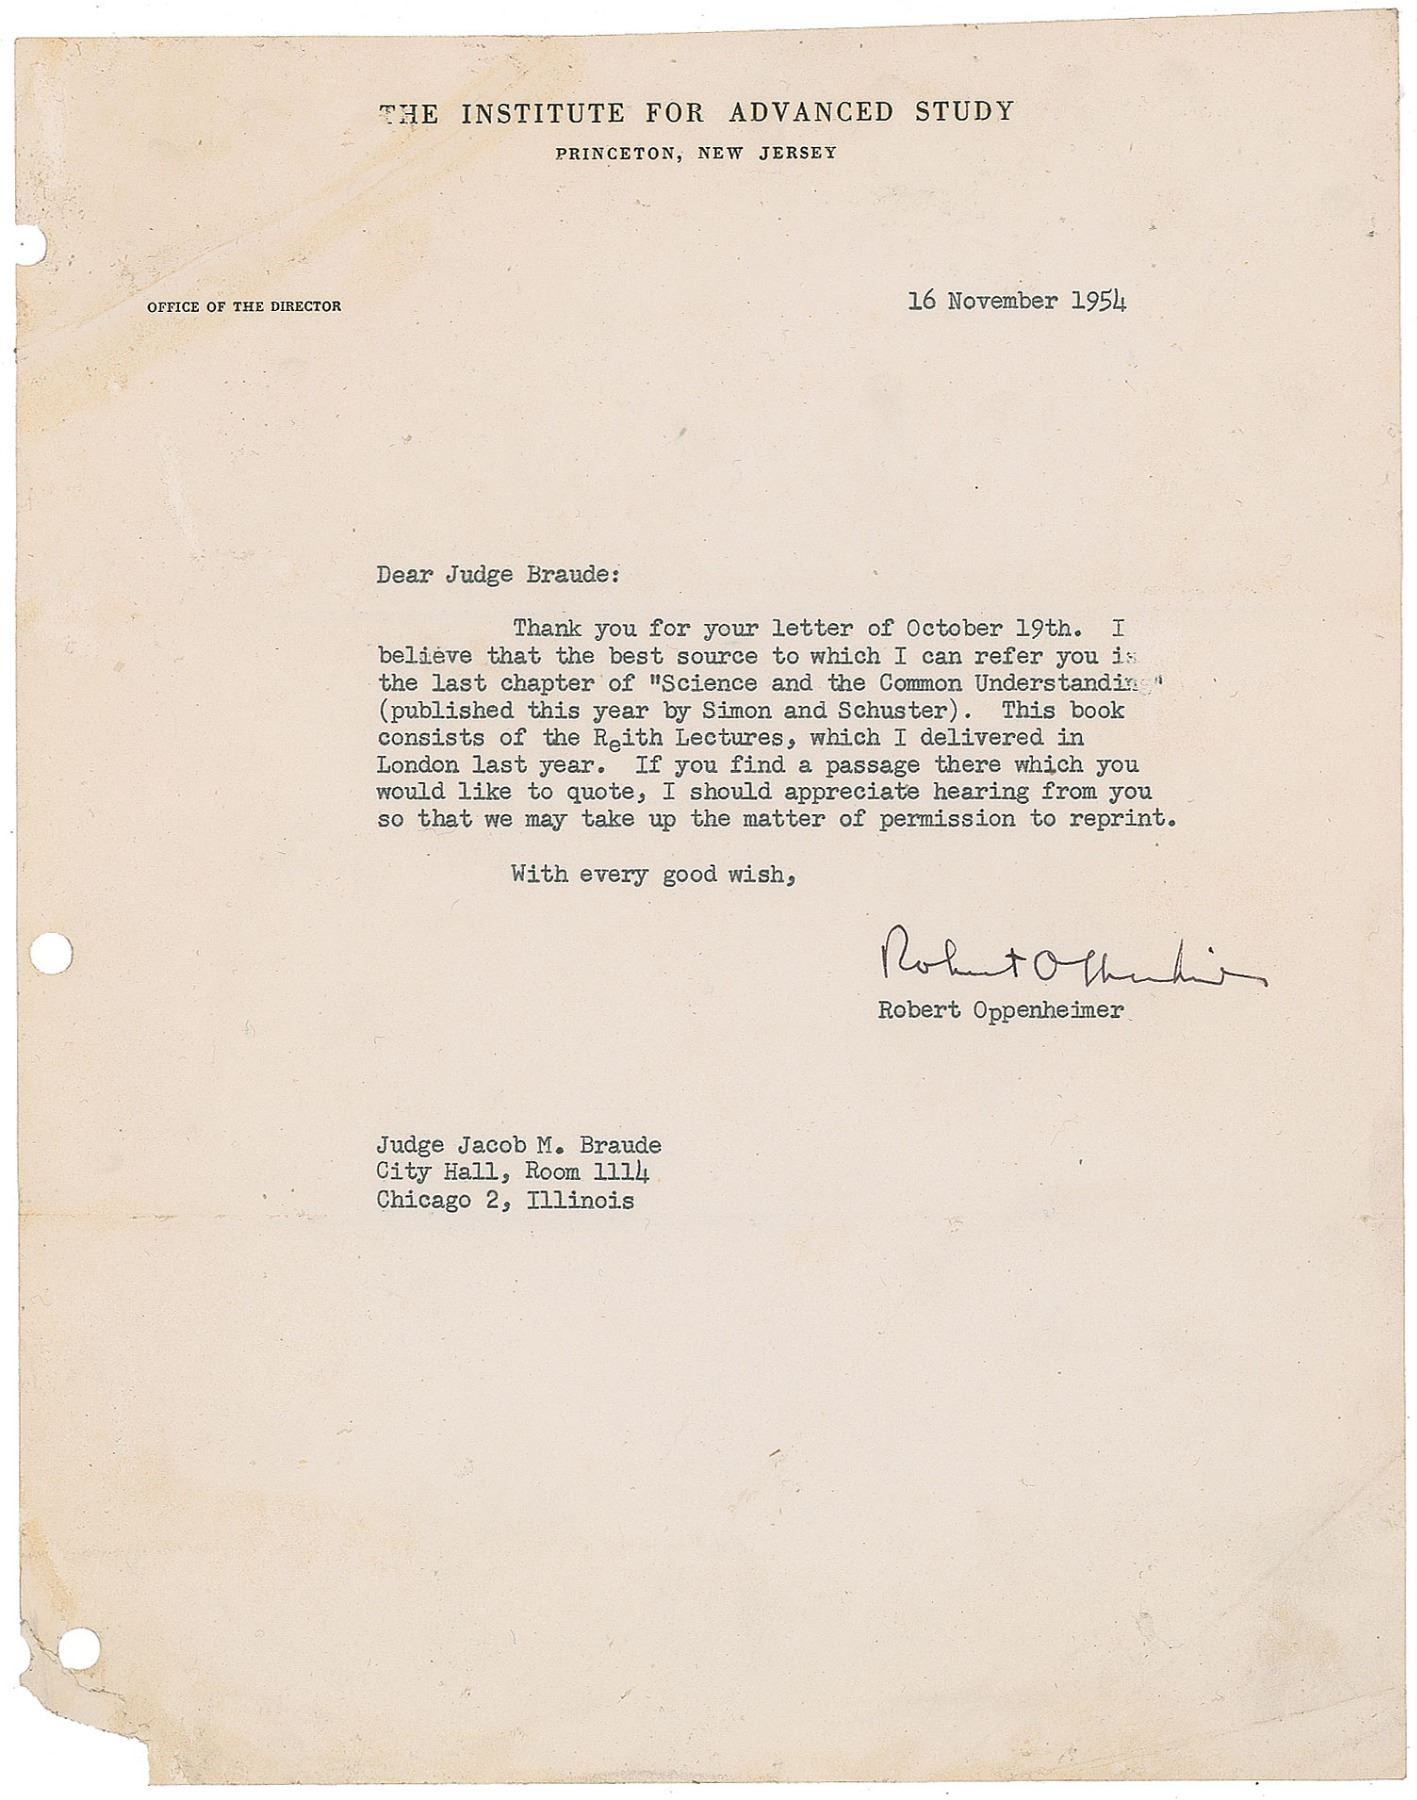 THE INSTITUTE FOR ADVANCED STUDY
PRINCETON, NEW JERSEY
OFFICE OF THE DIRECTOR
16 November 1954
Dear Judge Braude:
Thank you for your letter of October 19th. I
believe that the best source to which I can refer you is
the last chapter of "Science and the Common Understanding"
(published this year by Simon and Schuster). This book
consists of the Reith Lectures, which I delivered in
London last year. If you find a passage there which you
would like to quote, I should appreciate hearing from you
so that we may take up the matter of permission to reprint.
With every good wish,
Robert Oppenheimer
Robert Oppenheimer
Judge Jacob M. Braude
City Hall, Room 1114
Chicago 2, Illinois